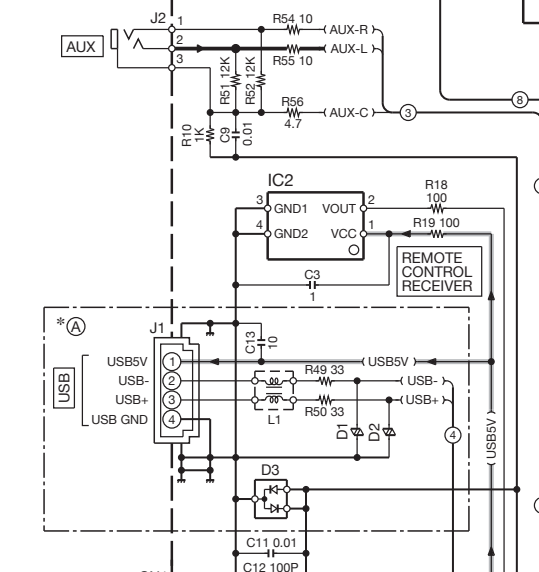 J2
1
R54 10
AUX-R
AUX
2
AUX-L
R55 10
3
R51 12K
R52 12K
8
R56
AUX-C
3
4.7
R10
1K
C9
0.01
IC2
R18
100
3
GND1
VOUT
2
R19 100
4
GND2
VCC
1
REMOTE
CONTROL
RECEIVER
C3
1
*A
J1
C13
10
USB
USB5V
1
USB5V
R49 33
USB-
2
USB-
USB+
3
USB+
L1
R50 33
USB GND
4
D1
D2
4
USB5V
D3
C11 0.01
C12 100P